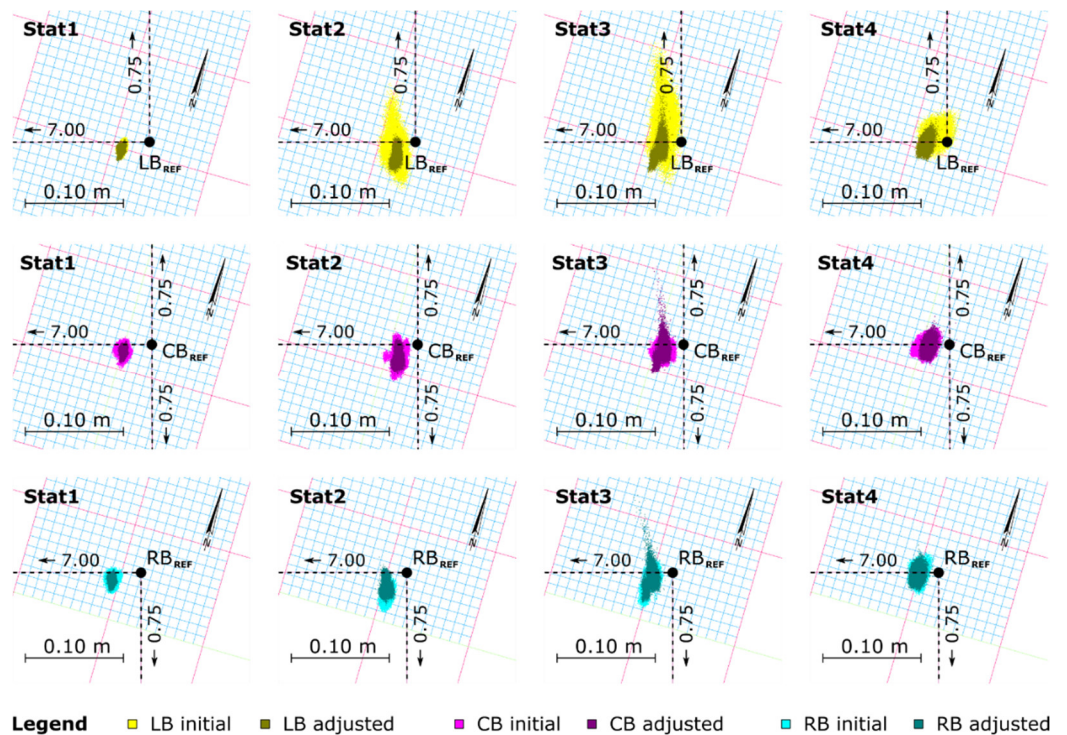 Stat1 Stat2 Stat3 Stat4
0.75 0.75 0.75 0.75
← 7.00 ← 7.00 ← 7.00 ← 7.00
N N N N
LBREF LBREF LBREF LBREF
0.10 m 0.10 m 0.10 m 0.10 m
Stat1 Stat2 Stat3 Stat4
0.75 0.75 0.75 0.75
N N N N
← 7.00 ← 7.00 ← 7.00 ← 7.00
CBREF CBREF CBREF CBREF
0.75 0.75 0.75 0.75
0.10 m 0.10 m 0.10 m 0.10 m
Stat1 Stat2 Stat3 Stat4
N N N N
← 7.00 RBREF ← 7.00 RBREF ← 7.00 RBREF ← 7.00 RBREF
0.75 0.75 0.75 0.75
0.10 m 0.10 m 0.10 m 0.10 m
Legend LB initial LB adjusted CB initial CB adjusted RB initial RB adjusted